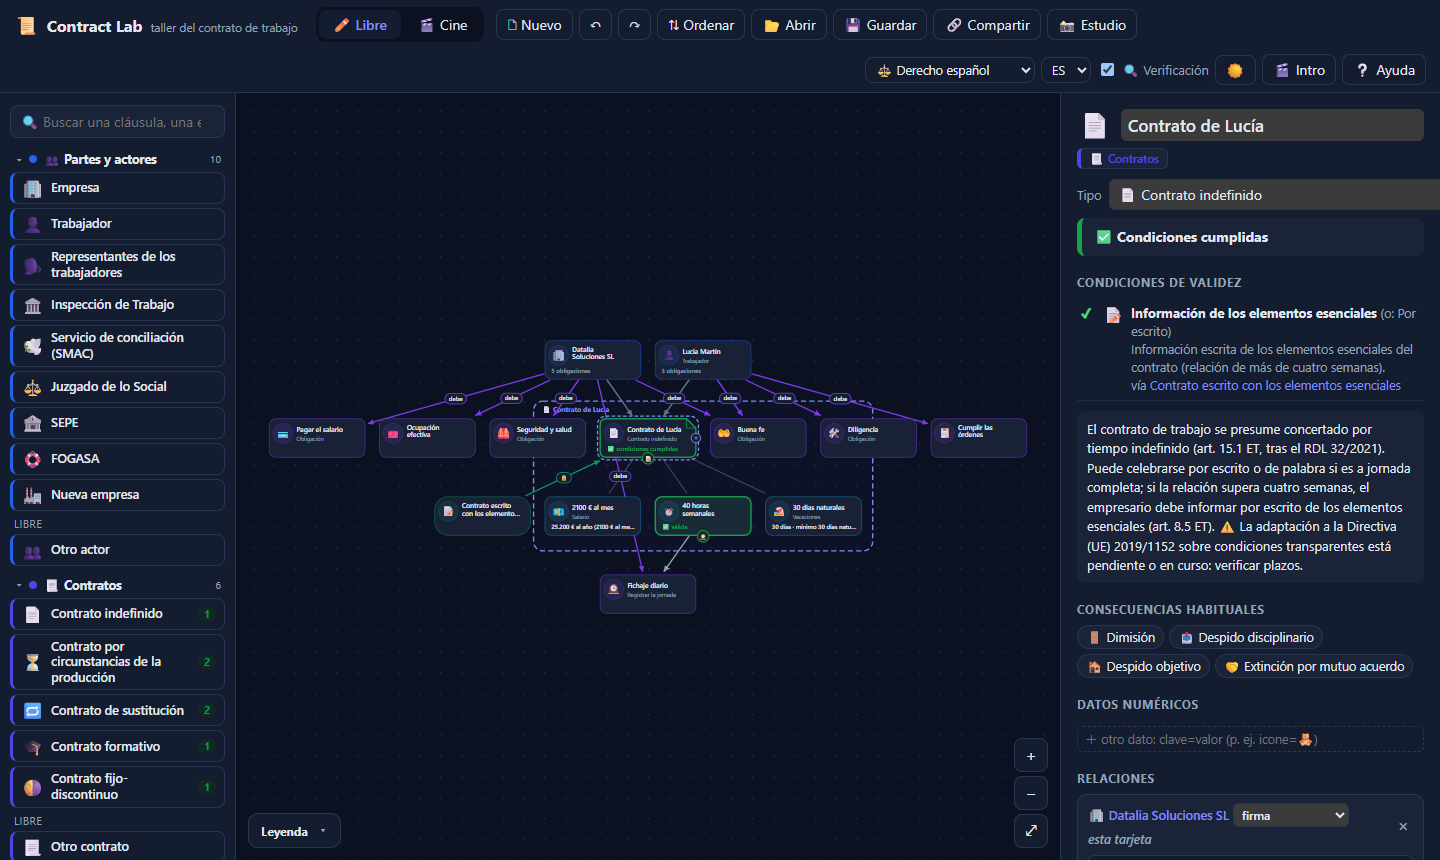 Contract Lab taller del contrato de trabajo
Libre
Cine
Nuevo
Ordenar
Abrir
Guardar
Compartir
Estudio
Derecho español
ES
Verificación
Intro
Ayuda
Buscar una cláusula, una e
Partes y actores 10
Empresa
Trabajador
Representantes de los
trabajadores
Inspección de Trabajo
Servicio de conciliación
(SMAC)
Juzgado de lo Social
SEPE
FOGASA
Nueva empresa
LIBRE
Otro actor
Contratos 6
Contrato indefinido 1
Contrato por
circunstancias de la
producción 2
Contrato de sustitución 2
Contrato formativo 1
Contrato fijo-
discontinuo 1
LIBRE
Otro contrato
Datalia
Soluciones SL
5 obligaciones
Lucía Martín
Trabajador
3 obligaciones
debe
debe
debe
debe
debe
debe
Contrato de Lucía
Pagar el salario
Obligación
Ocupación
efectiva
Obligación
Seguridad y salud
Obligación
Contrato de Lucía
Contrato indefinido
condiciones cumplidas
Buena fe
Obligación
Diligencia
Obligación
Cumplir las
órdenes
debe
Contrato escrito
con los elemento...
2100 € al mes
Salario
25.200 € al año (2100 € al me...
40 horas
semanales
válida
30 días naturales
Vacaciones
30 días · mínimo 30 días natu...
Fichaje diario
Registrar la jornada
Leyenda
+
−
Contrato de Lucía
Contratos
Tipo
Contrato indefinido
Condiciones cumplidas
CONDICIONES DE VALIDEZ
Información de los elementos esenciales (o: Por
escrito)
Información escrita de los elementos esenciales del
contrato (relación de más de cuatro semanas).
vía Contrato escrito con los elementos esenciales
El contrato de trabajo se presume concertado por
tiempo indefinido (art. 15.1 ET, tras el RDL 32/2021).
Puede celebrarse por escrito o de palabra si es a jornada
completa; si la relación supera cuatro semanas, el
empresario debe informar por escrito de los elementos
esenciales (art. 8.5 ET). ⚠️ La adaptación a la Directiva
(UE) 2019/1152 sobre condiciones transparentes está
pendiente o en curso: verificar plazos.
CONSECUENCIAS HABITUALES
Dimisión
Despido disciplinario
Despido objetivo
Extinción por mutuo acuerdo
DATOS NUMÉRICOS
+ otro dato: clave=valor (p. ej. icone=🧸)
RELACIONES
Datalia Soluciones SL firma
esta tarjeta